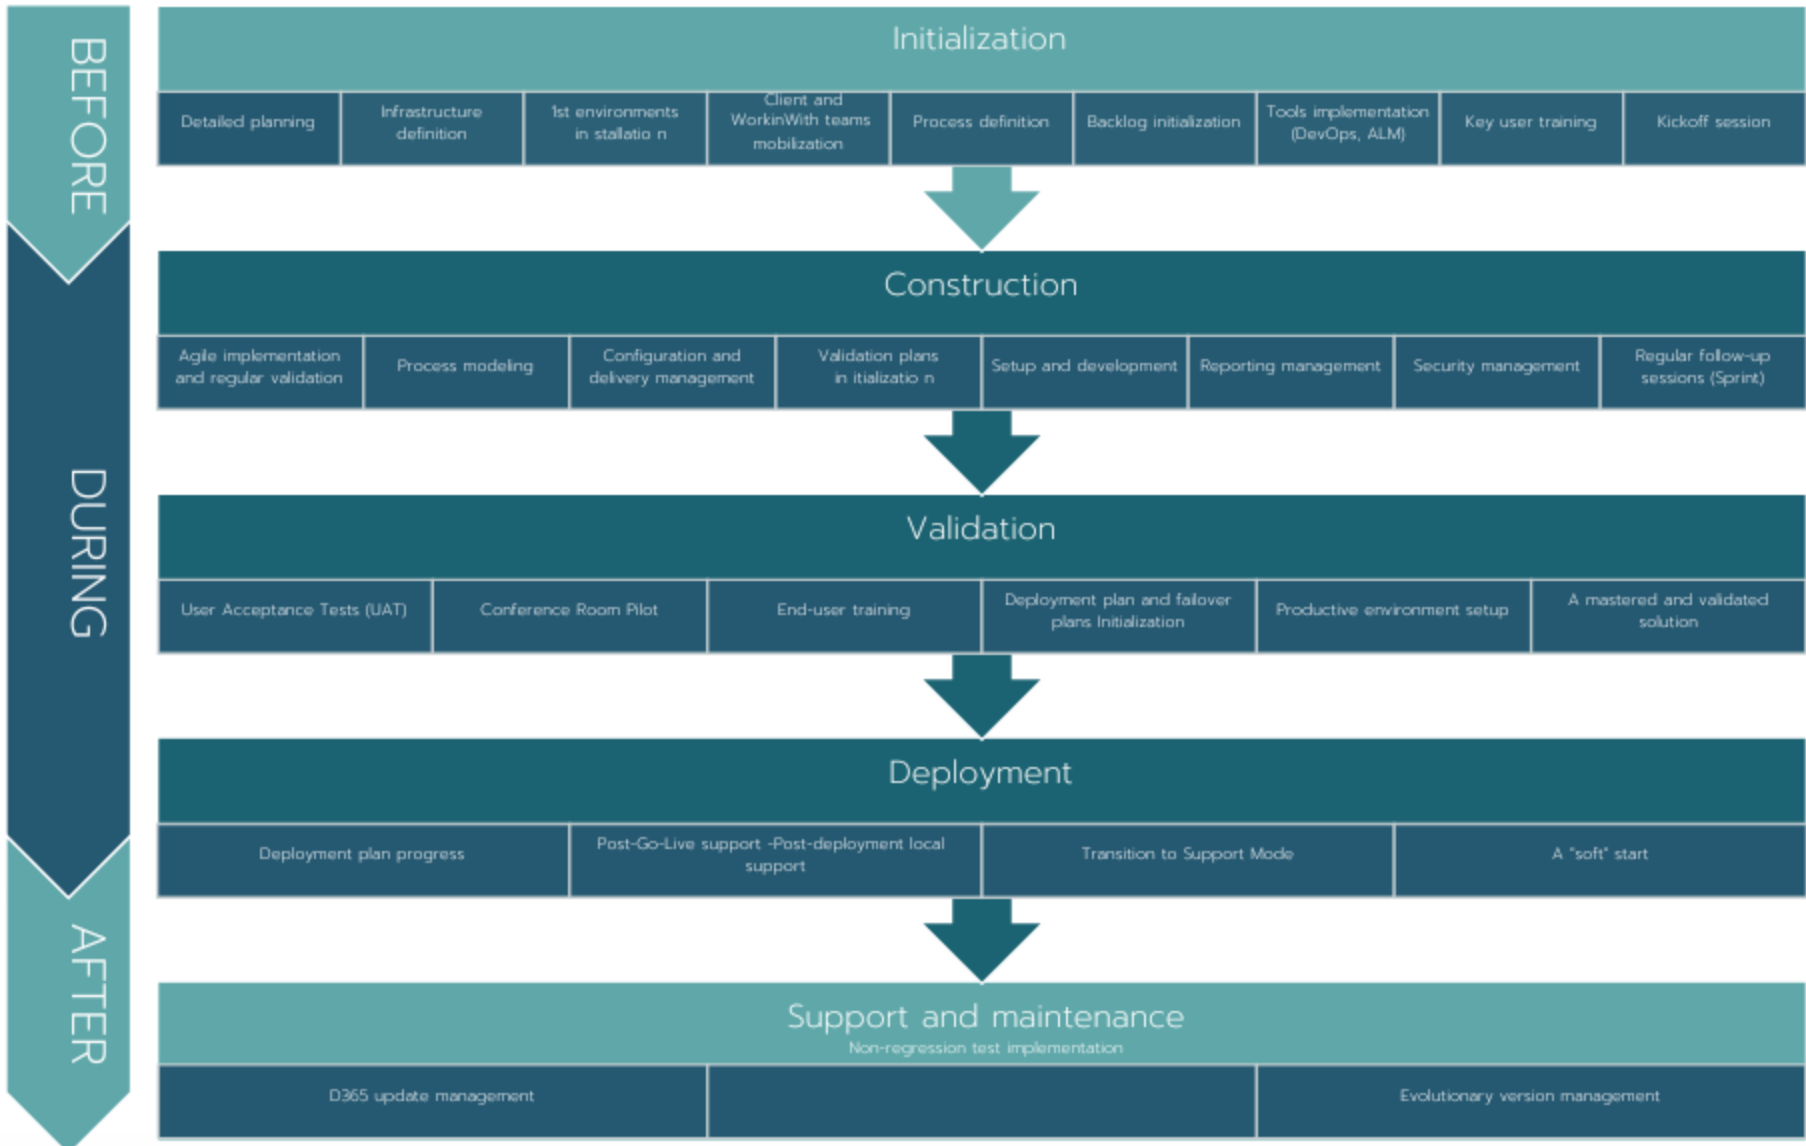 BEFORE
Initialization
Detailed planning
Infrastructure
definition
1st environments
in stallatio n
Client and
WorkinWith teams
mobilization
Process definition
Backlog initialization
Tools implementation
(DevOps, ALM)
Key user training
Kickoff session
DURING
Construction
Agile implementation
and regular validation
Process modeling
Configuration and
delivery management
Validation plans
in itializatio n
Setup and development
Reporting management
Security management
Regular follow-up
sessions (Sprint)
Validation
User Acceptance Tests (UAT)
Conference Room Pilot
End-user training
Deployment plan and failover
plans Initialization
Productive environment setup
A mastered and validated
solution
Deployment
Deployment plan progress
Post-Go-Live support -Post-deployment local
support
Transition to Support Mode
A "soft" start
AFTER
Support and maintenance
Non-regression test implementation
D365 update management
Evolutionary version management